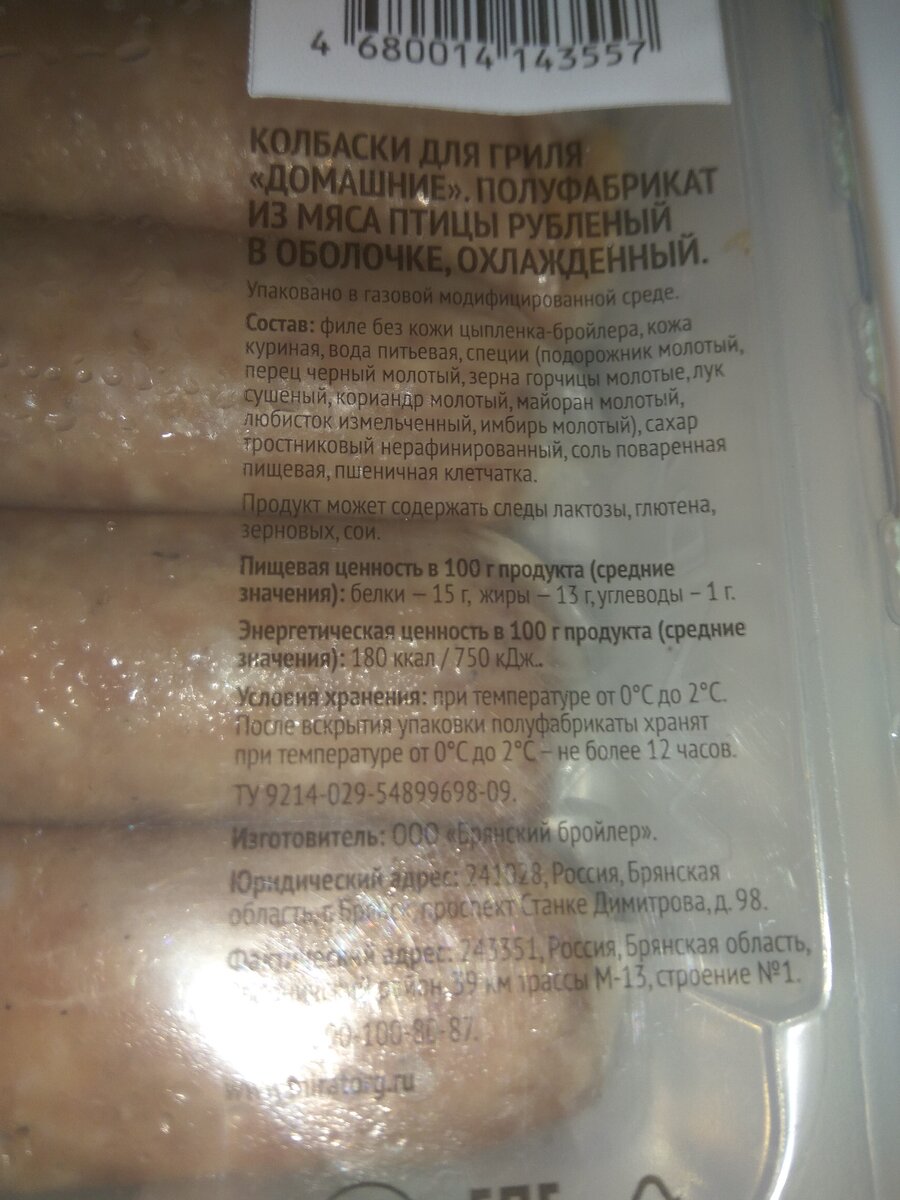 4 680014 143557
КОЛБАСКИ ДЛЯ ГРИЛЯ
«ДОМАШНИЕ». ПОЛУФАБРИКАТ
ИЗ МЯСА ПТИЦЫ РУБЛЕНЫЙ
В ОБОЛОЧКЕ, ОХЛАЖДЕННЫЙ.
Упаковано в газовой модифицированной среде.
Состав: филе без кожи цыпленка-бройлера, кожа
куриная, вода питьевая, специи (подорожник молотый,
перец черный молотый, зерна горчицы молотые, лук
сушеный, кориандр молотый, майоран молотый,
любисток измельченный, имбирь молотый), сахар
тростниковый нерафинированный, соль поваренная
пищевая, пшеничная клетчатка.
Продукт может содержать следы лактозы, глютена,
зерновых, сои.
Пищевая ценность в 100 г продукта (средние
значения): белки – 15 г, жиры – 13 г, углеводы – 1 г.
Энергетическая ценность в 100 г продукта (средние
значения): 180 ккал / 750 кДж..
Условия хранения: при температуре от 0°С до 2°С.
После вскрытия упаковки полуфабрикаты хранят
при температуре от 0°С до 2°С – не более 12 часов.
ТУ 9214-029-54899698-09.
Изготовитель: ООО «Брянский бройлер».
Юридический адрес: 241028, Россия, Брянская
область, г. Брянск, проспект Станке Димитрова, д. 98.
Фактический адрес: 243351, Россия, Брянская область,
район, 39 км трассы М-13, строение №1.
0-100-80-87.
www.miratorg.ru